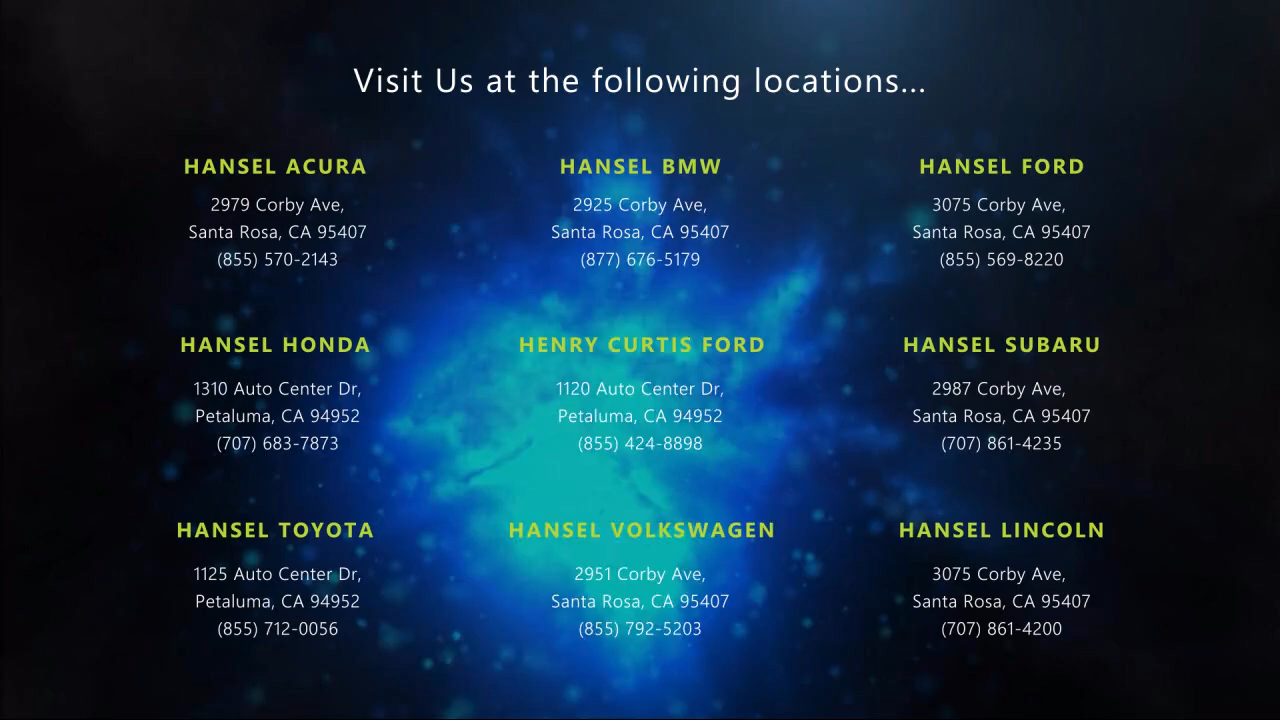 Visit Us at the following locations...
HANSEL ACURA
2979 Corby Ave,
Santa Rosa, CA 95407
(855) 570-2143
HANSEL BMW
2925 Corby Ave,
Santa Rosa, CA 95407
(877) 676-5179
HANSEL FORD
3075 Corby Ave,
Santa Rosa, CA 95407
(855) 569-8220
HANSEL HONDA
1310 Auto Center Dr,
Petaluma, CA 94952
(707) 683-7873
HENRY CURTIS FORD
1120 Auto Center Dr,
Petaluma, CA 94952
(855) 424-8898
HANSEL SUBARU
2987 Corby Ave,
Santa Rosa, CA 95407
(707) 861-4235
HANSEL TOYOTA
1125 Auto Center Dr,
Petaluma, CA 94952
(855) 712-0056
HANSEL VOLKSWAGEN
2951 Corby Ave,
Santa Rosa, CA 95407
(855) 792-5203
HANSEL LINCOLN
3075 Corby Ave,
Santa Rosa, CA 95407
(707) 861-4200